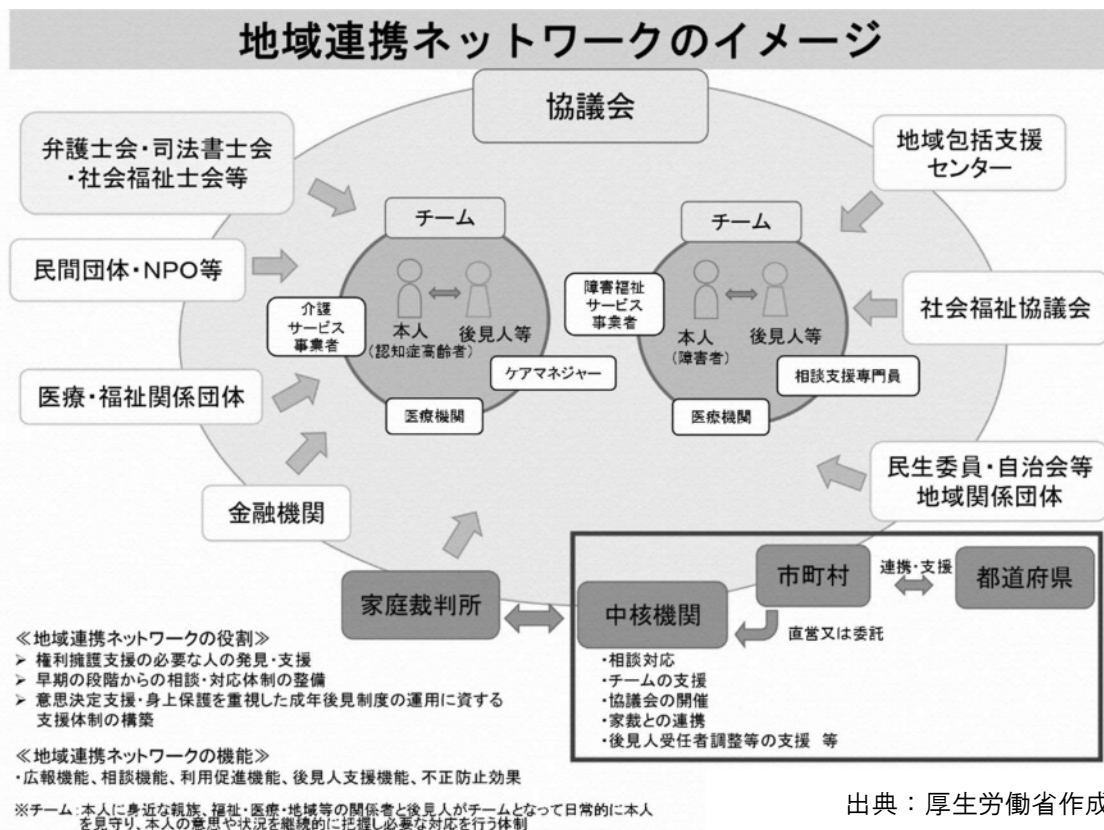 地域連携ネットワークのイメージ
協議会
弁護士会・司法書士会
・社会福祉士会等
地域包括支援
センター
チーム
チーム
民間団体・NPO等
介護
サービス
事業者
本人
(認知症高齢者)
後見人等
障害福祉
サービス
事業者
本人
(障害者)
後見人等
社会福祉協議会
ケアマネジャー
相談支援専門員
医療・福祉関係団体
医療機関
医療機関
民生委員・自治会等
地域関係団体
金融機関
家庭裁判所
中核機関
市町村
連携・支援
都道府県
直営又は委託
・相談対応
・チームの支援
・協議会の開催
・家裁との連携
・後見人受任者調整等の支援 等
≪地域連携ネットワークの役割≫
➢ 権利擁護支援の必要な人の発見・支援
➢ 早期の段階からの相談・対応体制の整備
➢ 意思決定支援・身上保護を重視した成年後見制度の運用に資する
支援体制の構築
≪地域連携ネットワークの機能≫
・広報機能、相談機能、利用促進機能、後見人支援機能、不正防止効果
※チーム:本人に身近な親族、福祉・医療・地域等の関係者と後見人がチームとなって日常的に本人
を見守り、本人の意思や状況を継続的に把握し必要な対応を行う体制
出典：厚生労働省作成